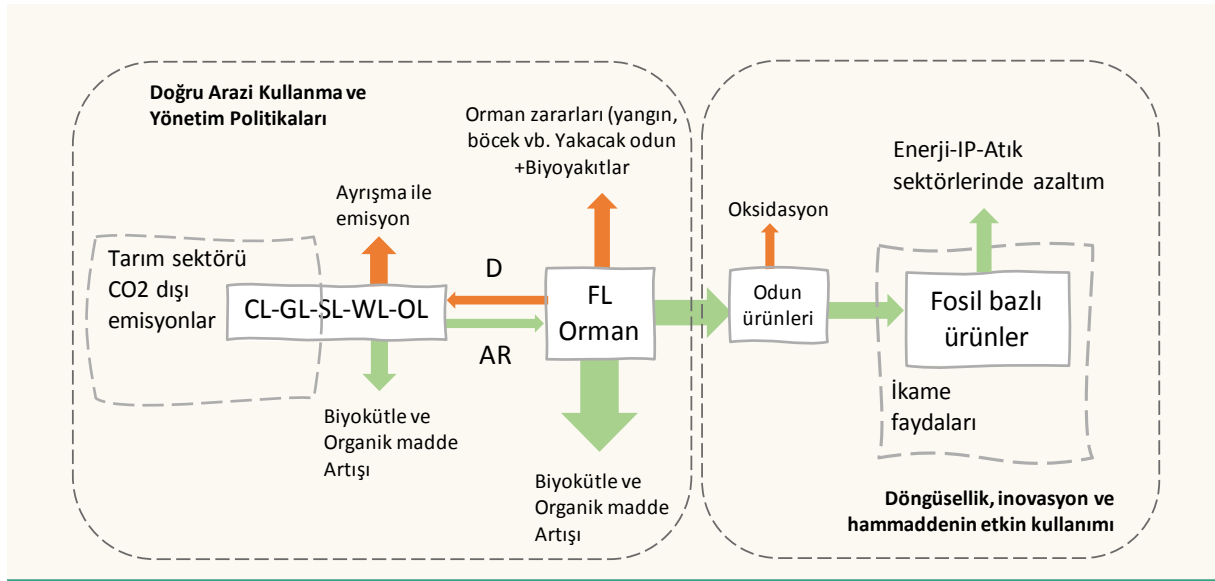 Doğru Arazi Kullanma ve
Yönetim Politikaları
Orman zararları (yangın,
böcek vb. Yakacak odun
+Biyoyakıtlar
Ayrışma ile
emisyon
Tarım sektörü
CO2 dışı
emisyonlar
CL-GL-SL-WL-OL
D
AR
FL
Orman
Biyokütle ve
Organik madde
Artışı
Biyokütle ve
Organik madde
Artışı
Oksidasyon
Odun
ürünleri
Enerji-IP-Atık
sektörlerinde azaltım
Fosil bazlı
ürünler
İkame
faydaları
Döngüsellik, inovasyon ve
hammaddenin etkin kullanımı